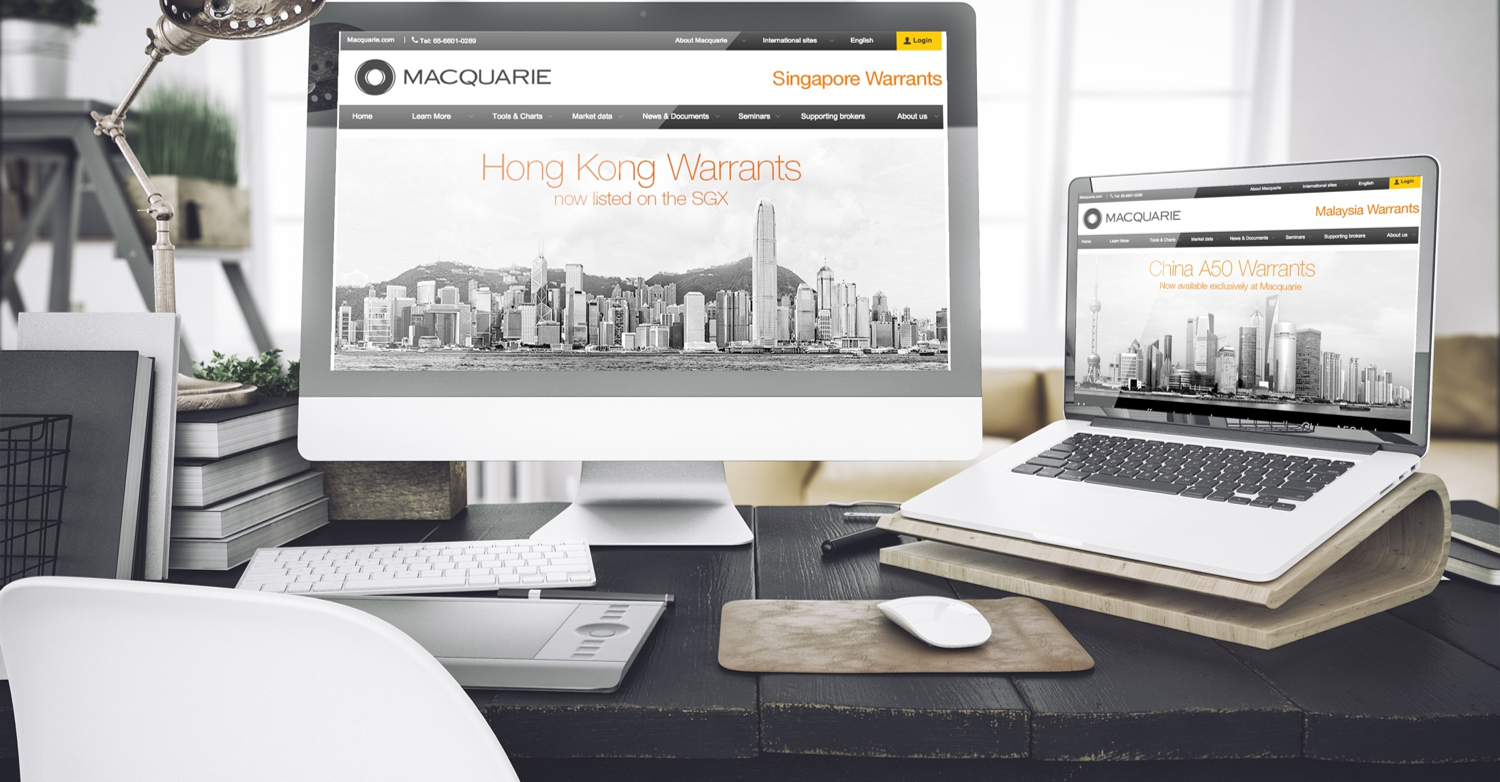 Macquarie.com | Tel: 65-6601-0289 About Macquarie International sites English Login
MACQUARIE Singapore Warrants
Home Learn More Tools & Charts Market data News & Documents Seminars Supporting brokers About us
Hong Kong Warrants
now listed on the SGX
Macquarie.com | Tel: 65-6601-0289 About Macquarie International sites English Login
MACQUARIE Malaysia Warrants
Home Learn More Tools & Charts Market data News & Documents Seminars Supporting brokers About us
China A50 Warrants
Now available exclusively at Macquarie